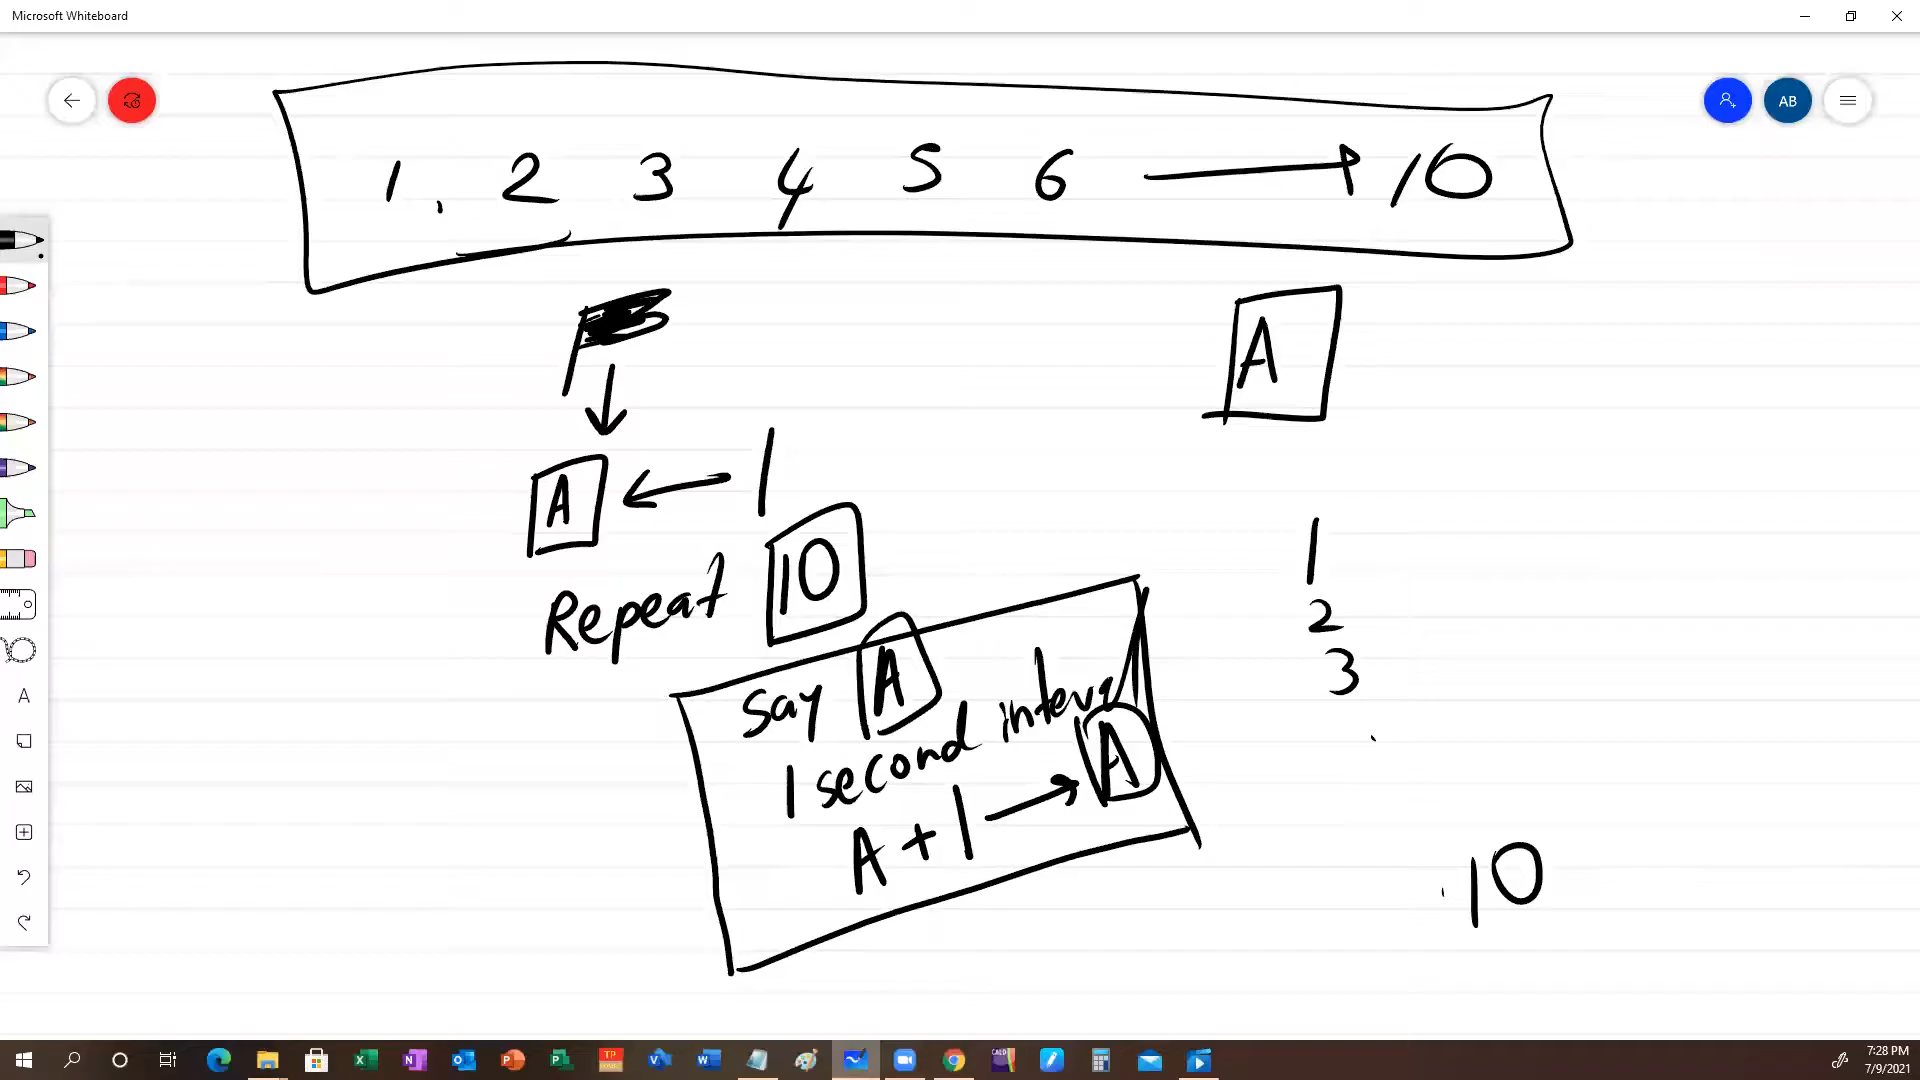 Microsoft Whiteboard
AB
1, 2 3 4 5 6 → 10
A
A ← 1
Repeat 10
say A
1 second interval
A + 1 → A
1
2
3
10
A
7:28 PM
7/9/2021